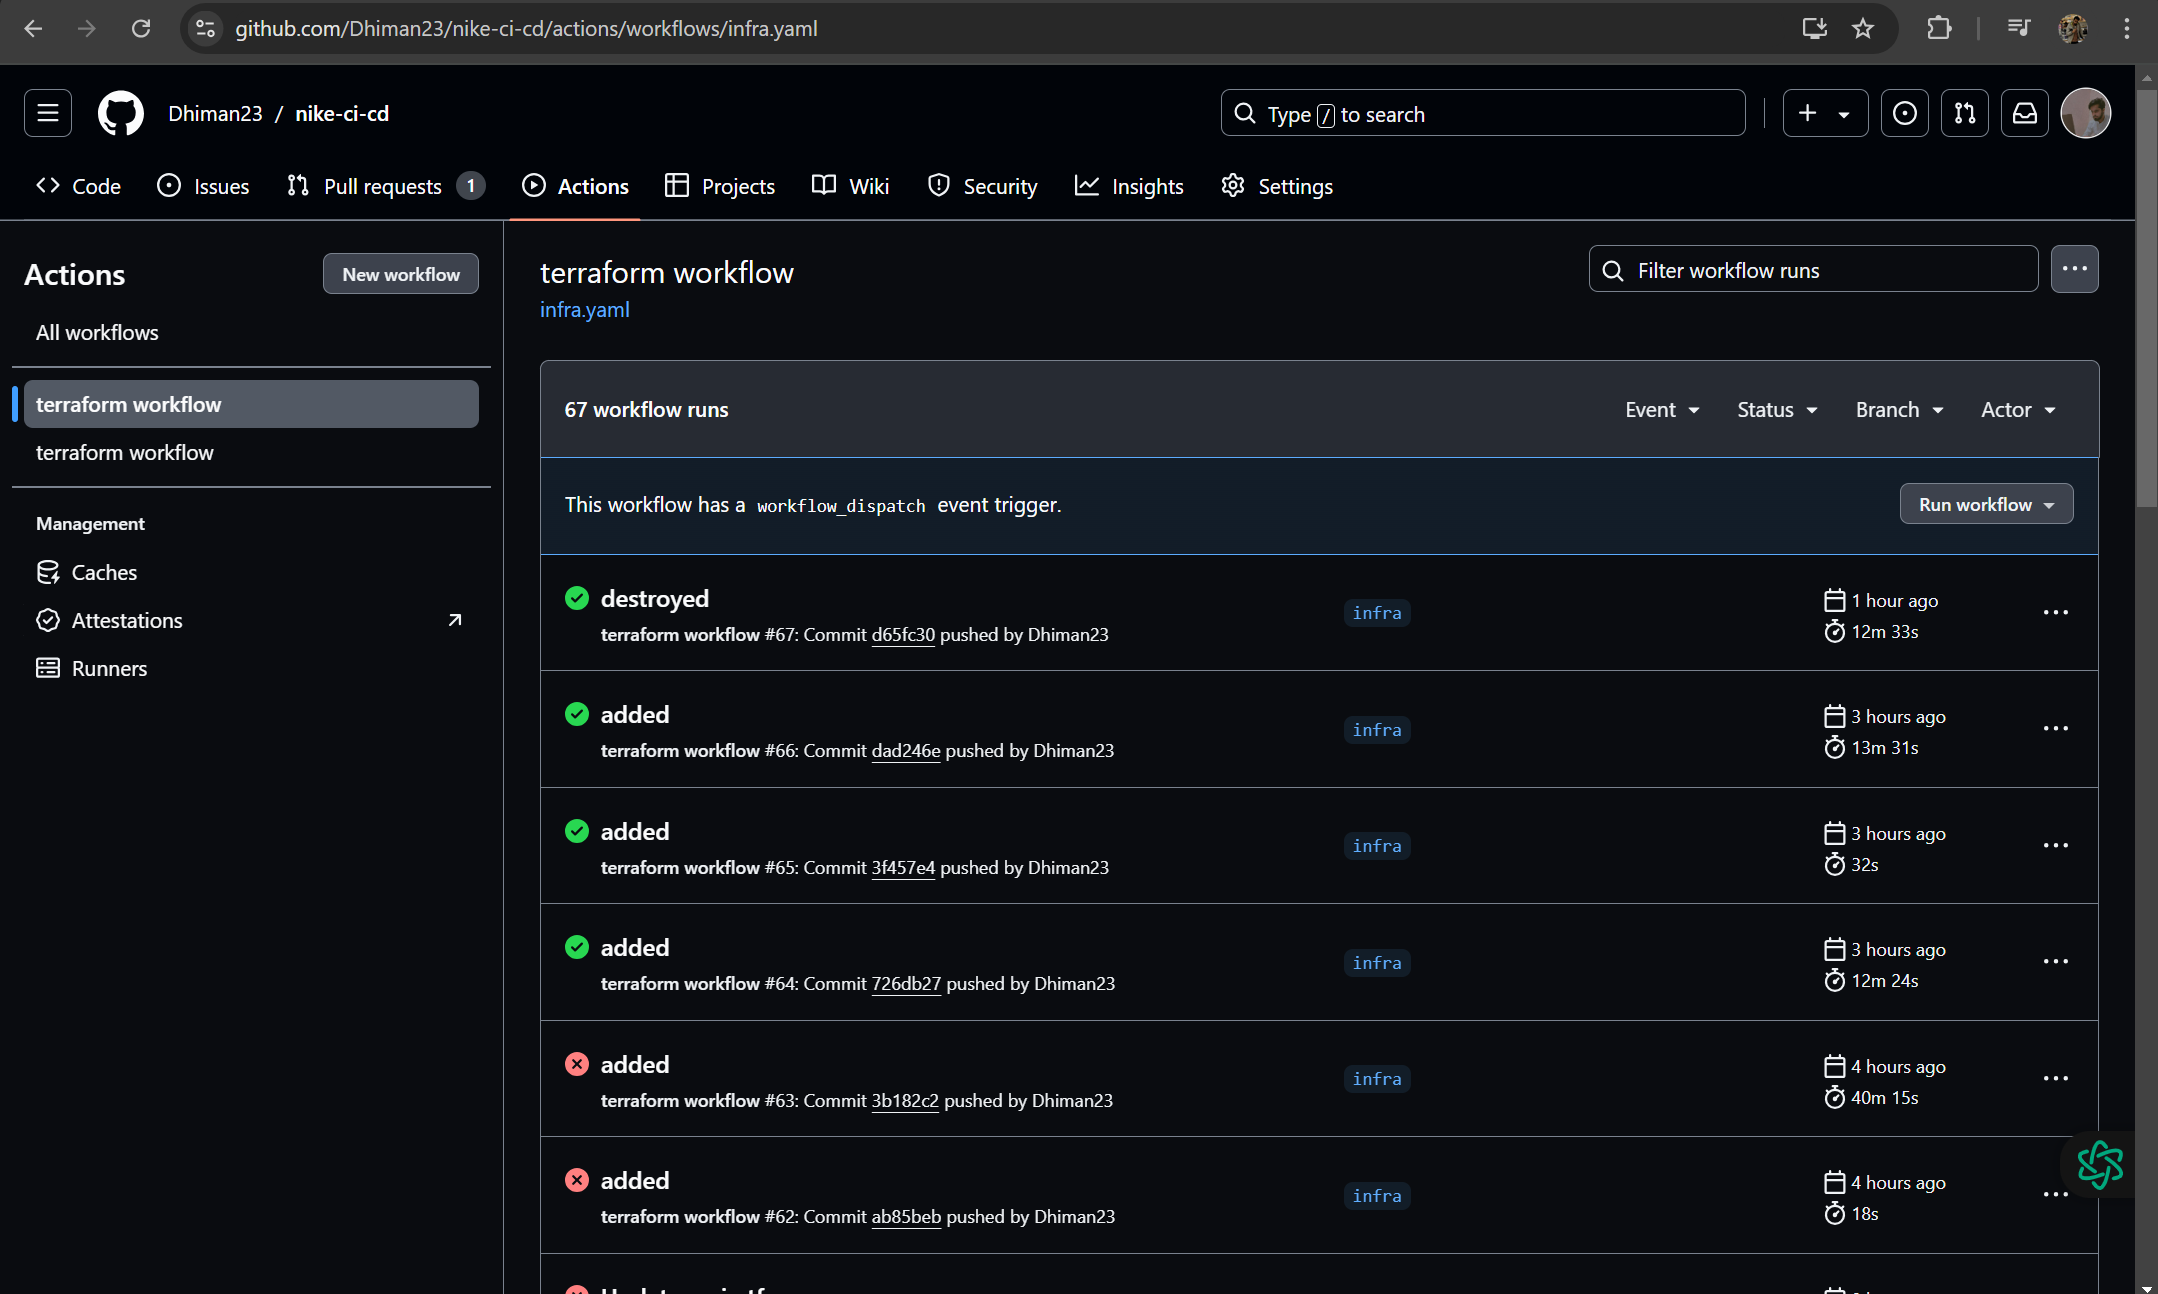 github.com/Dhiman23/nike-ci-cd/actions/workflows/infra.yaml
Dhiman23 / nike-ci-cd
Type / to search
Code
Issues
Pull requests 1
Actions
Projects
Wiki
Security
Insights
Settings
Actions
New workflow
All workflows
terraform workflow
terraform workflow
Management
Caches
Attestations
Runners
terraform workflow
infra.yaml
Filter workflow runs
67 workflow runs
Event
Status
Branch
Actor
This workflow has a workflow_dispatch event trigger.
Run workflow
destroyed
terraform workflow #67: Commit d65fc30 pushed by Dhiman23
infra
1 hour ago
12m 33s
added
terraform workflow #66: Commit dad246e pushed by Dhiman23
infra
3 hours ago
13m 31s
added
terraform workflow #65: Commit 3f457e4 pushed by Dhiman23
infra
3 hours ago
32s
added
terraform workflow #64: Commit 726db27 pushed by Dhiman23
infra
3 hours ago
12m 24s
added
terraform workflow #63: Commit 3b182c2 pushed by Dhiman23
infra
4 hours ago
40m 15s
added
terraform workflow #62: Commit ab85beb pushed by Dhiman23
infra
4 hours ago
18s